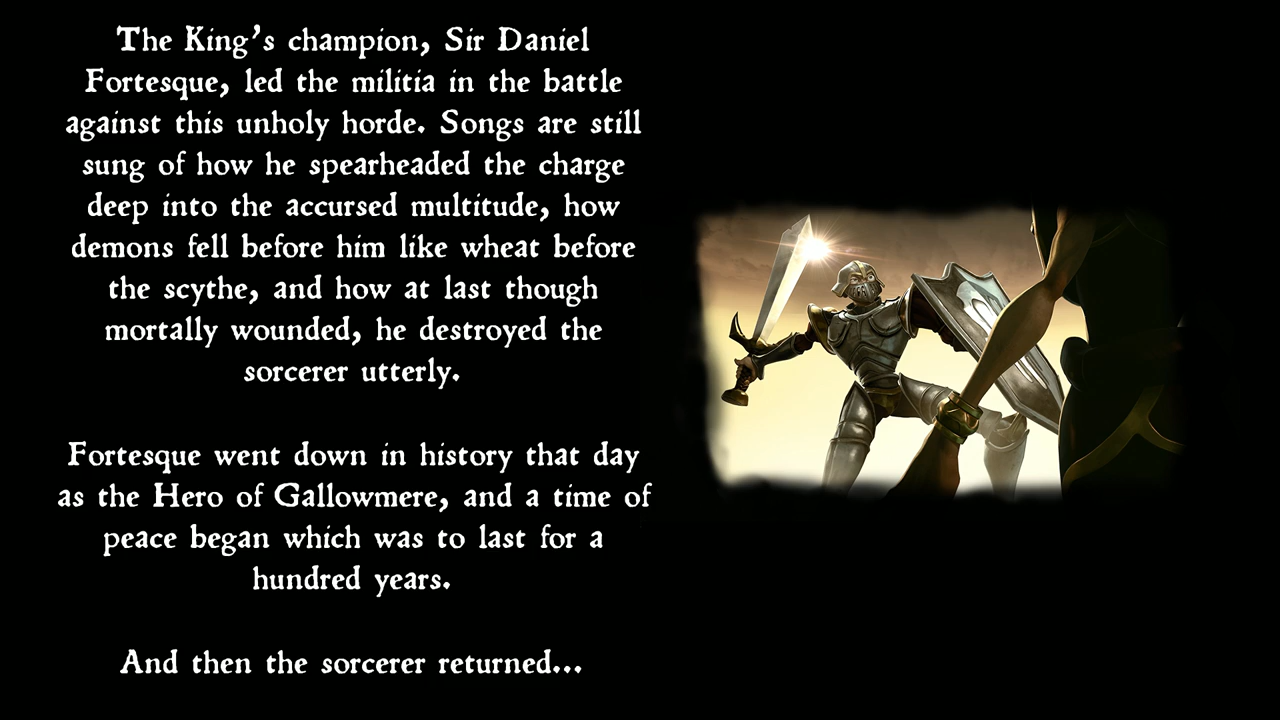 The King's champion, Sir Daniel
Fortesque, led the militia in the battle
against this unholy horde. Songs are still
sung of how he spearheaded the charge
deep into the accursed multitude, how
demons fell before him like wheat before
the scythe, and how at last though
mortally wounded, he destroyed the
sorcerer utterly.
Fortesque went down in history that day
as the Hero of Gallowmere, and a time of
peace began which was to last for a
hundred years.
And then the sorcerer returned...